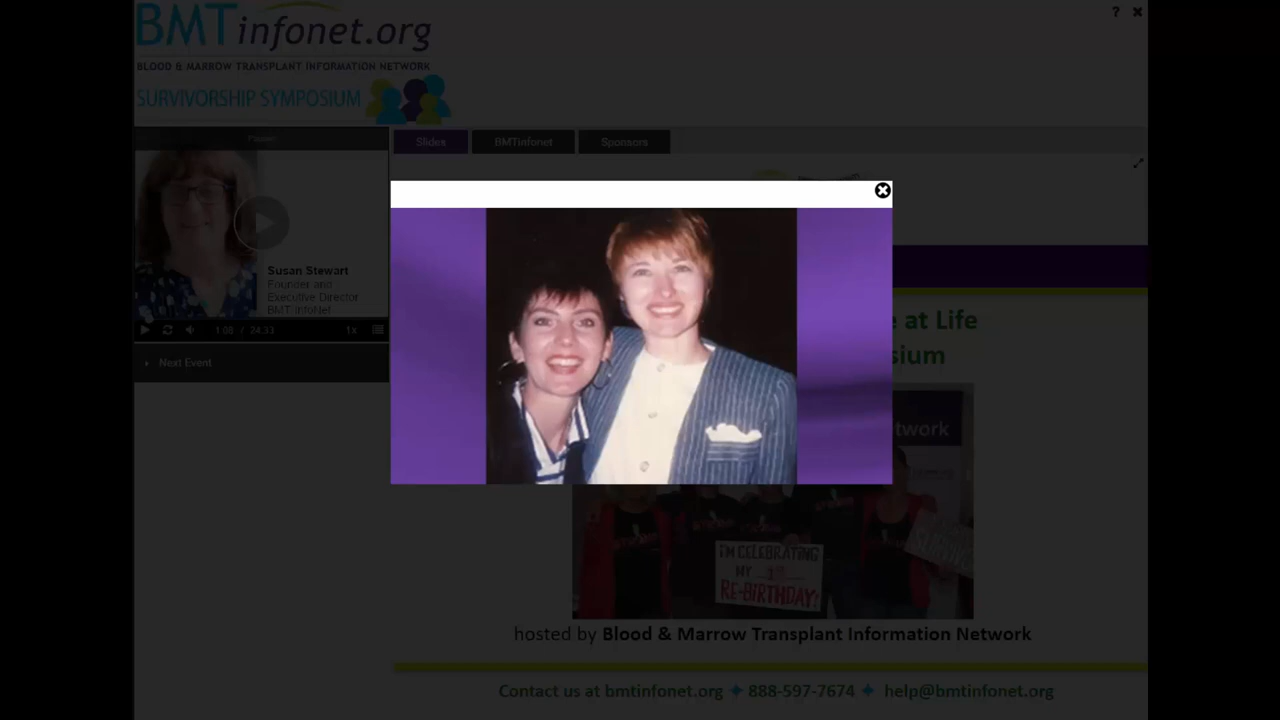 BMTinfonet.org
BLOOD & MARROW TRANSPLANT INFORMATION NETWORK
SURVIVORSHIP SYMPOSIUM
Slides
BMTinfonet
Sponsors
Susan Stewart
Founder and
Executive Director
BMT InfoNet
1:08 / 24:33
1x
Next Event
e at Life
sium
twork
I'M CELEBRATING
MY
RE-BIRTHDAY!
hosted by Blood & Marrow Transplant Information Network
Contact us at bmtinfonet.org ✦ 888-597-7674 ✦ help@bmtinfonet.org